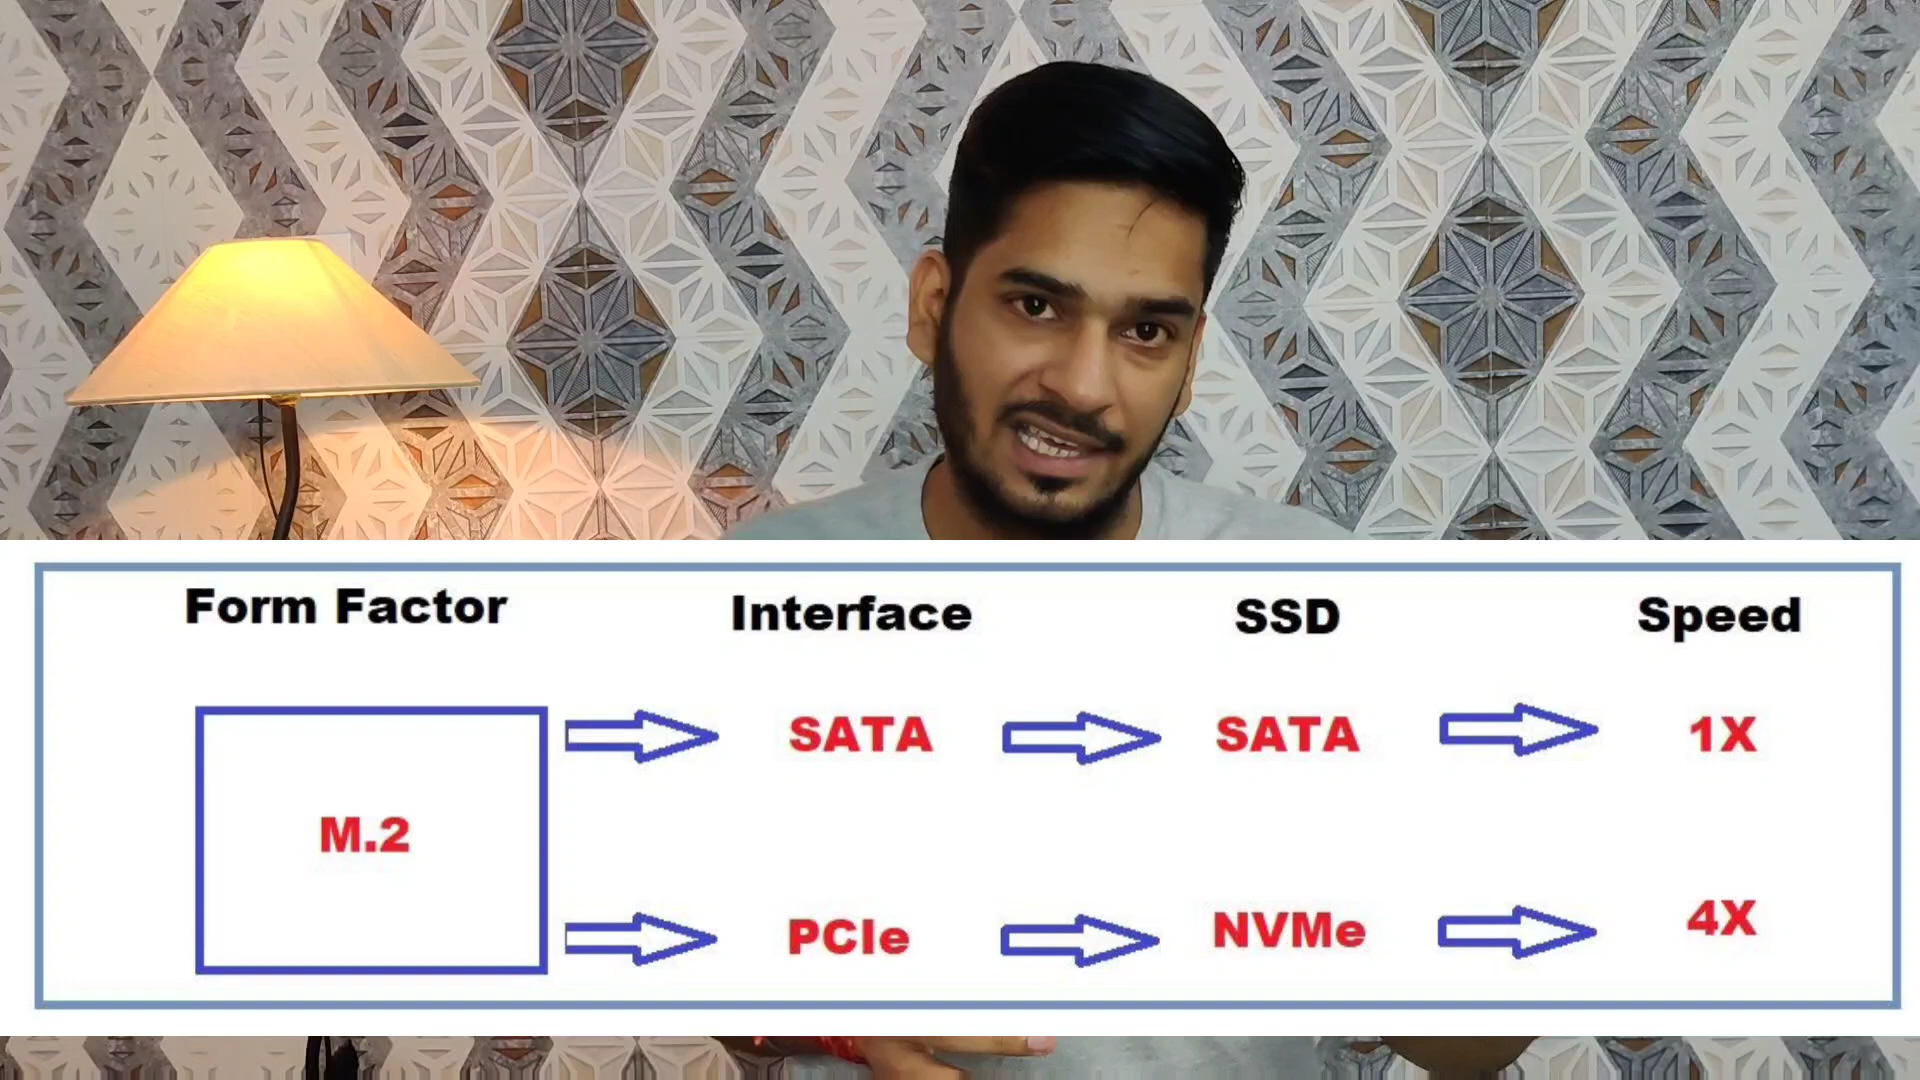 Form Factor Interface SSD Speed
SATA SATA 1X
M.2
PCIe NVMe 4X